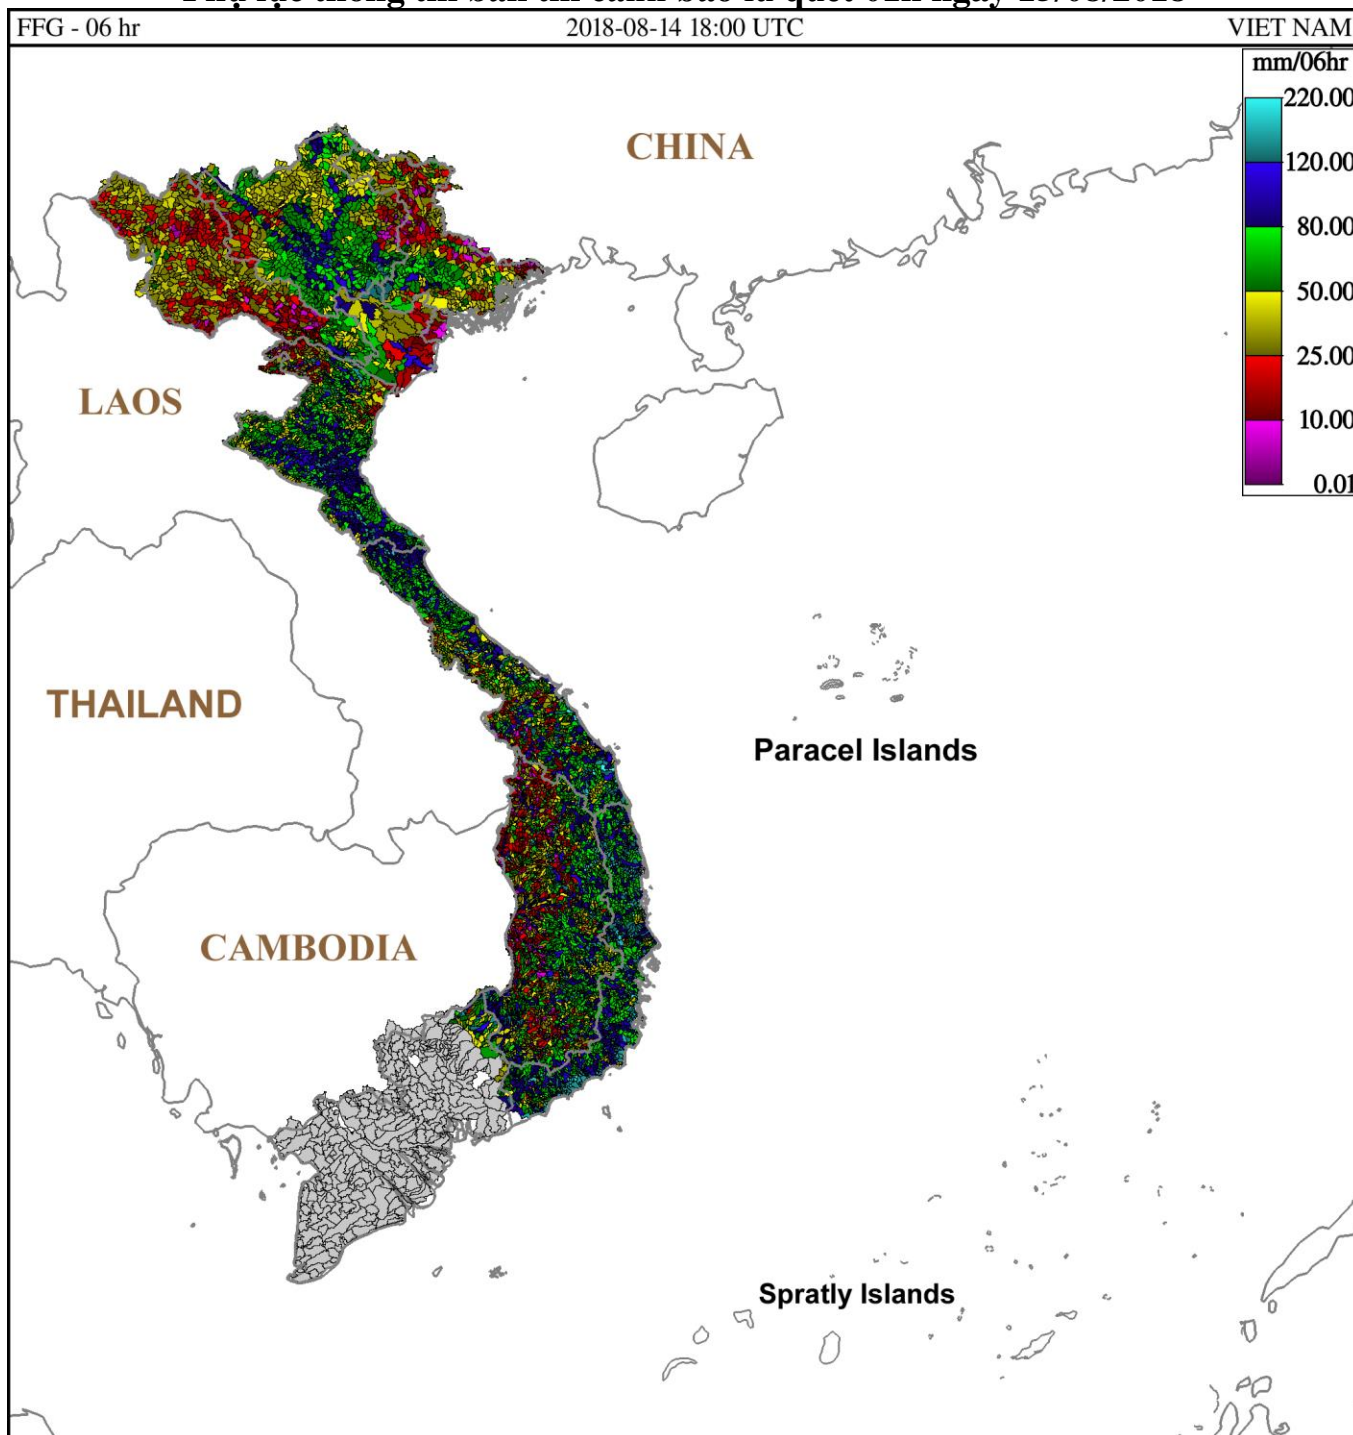 FFG - 06 hr 2018-08-14 18:00 UTC VIET NAM
mm/06hr
220.00
120.00
80.00
50.00
25.00
10.00
0.01
CHINA
LAOS
THAILAND
Paracel Islands
CAMBODIA
Spratly Islands